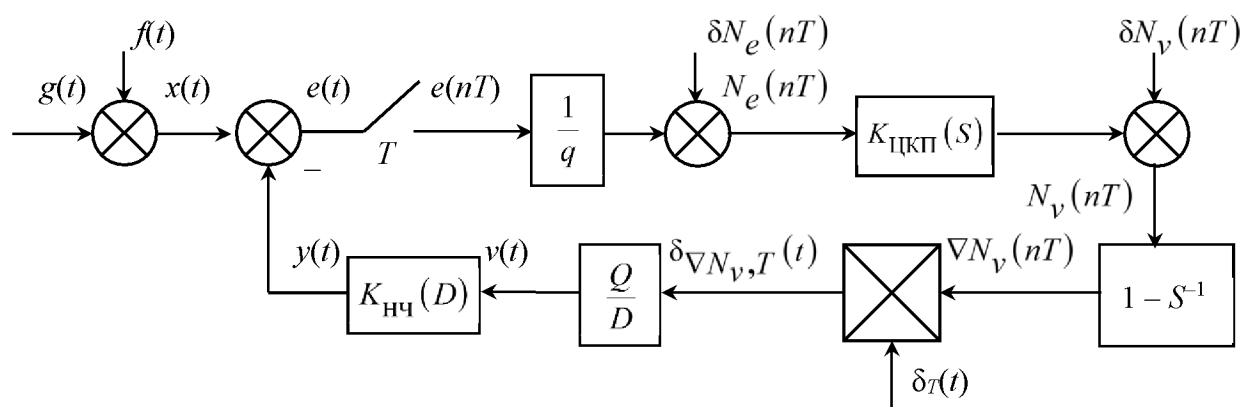 f(t)
g(t)
x(t)
e(t)
e(nT)
T
–
1/q
δN_e(nT)
N_e(nT)
K_ЦКП(S)
δN_v(nT)
N_v(nT)
y(t)
K_НЧ(D)
v(t)
Q/D
δ_∇N_v,T(t)
∇N_v(nT)
1 – S⁻¹
δ_T(t)